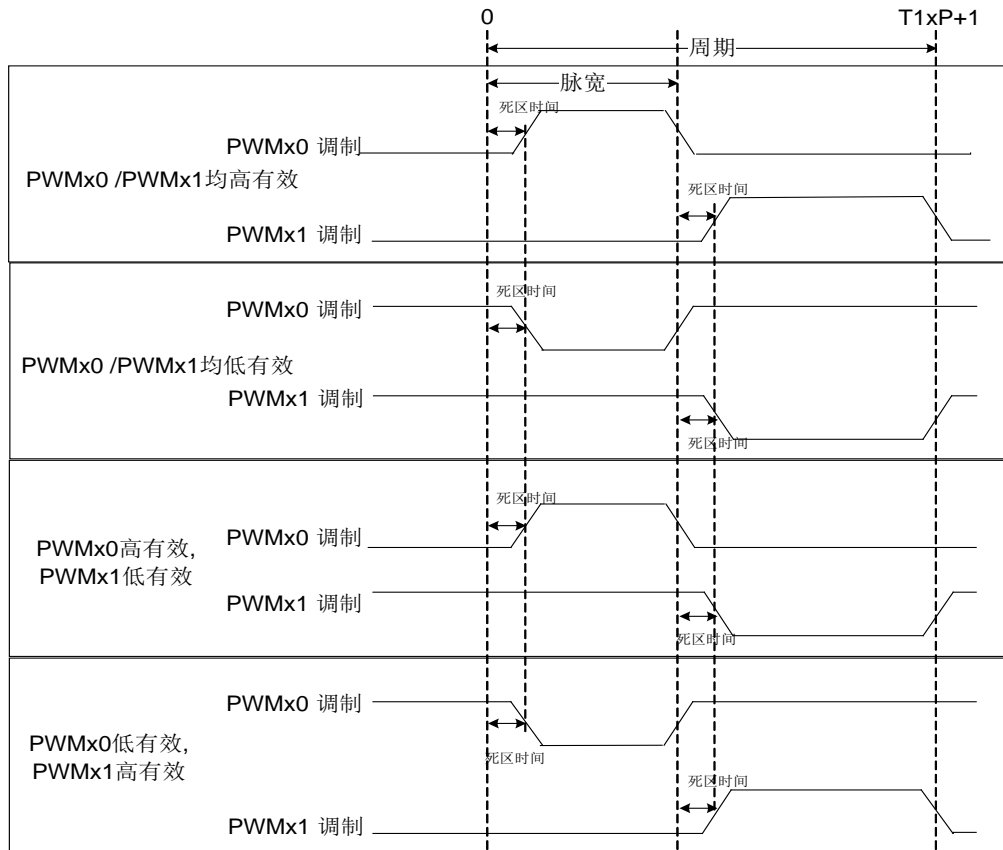 0
T1xP+1
周期
脉宽
死区时间
PWMx0 调制
PWMx0 /PWMx1均高有效
死区时间
PWMx1 调制
死区时间
PWMx0 调制
PWMx0 /PWMx1均低有效
PWMx1 调制
死区时间
死区时间
PWMx0 调制
PWMx0高有效,
PWMx1低有效
PWMx1 调制
死区时间
PWMx0 调制
PWMx0低有效,
PWMx1高有效
死区时间
死区时间
PWMx1 调制